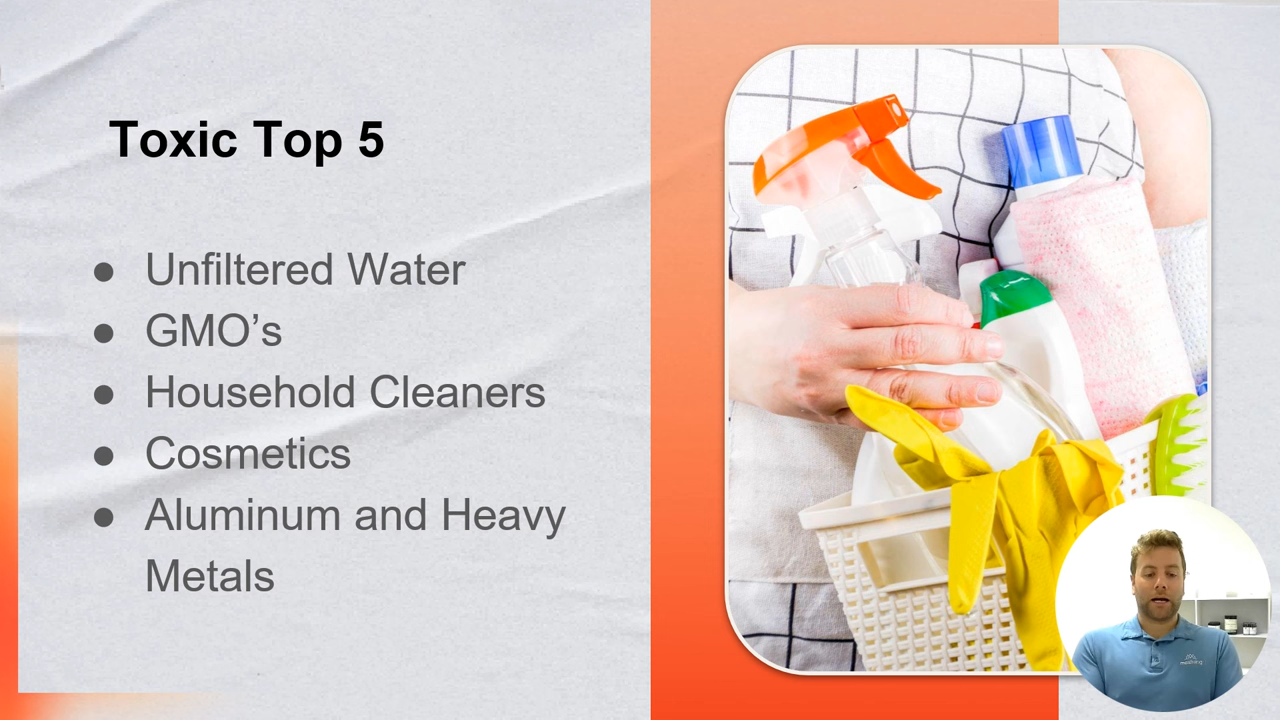 Toxic Top 5
● Unfiltered Water
● GMO’s
● Household Cleaners
● Cosmetics
● Aluminum and Heavy
Metals